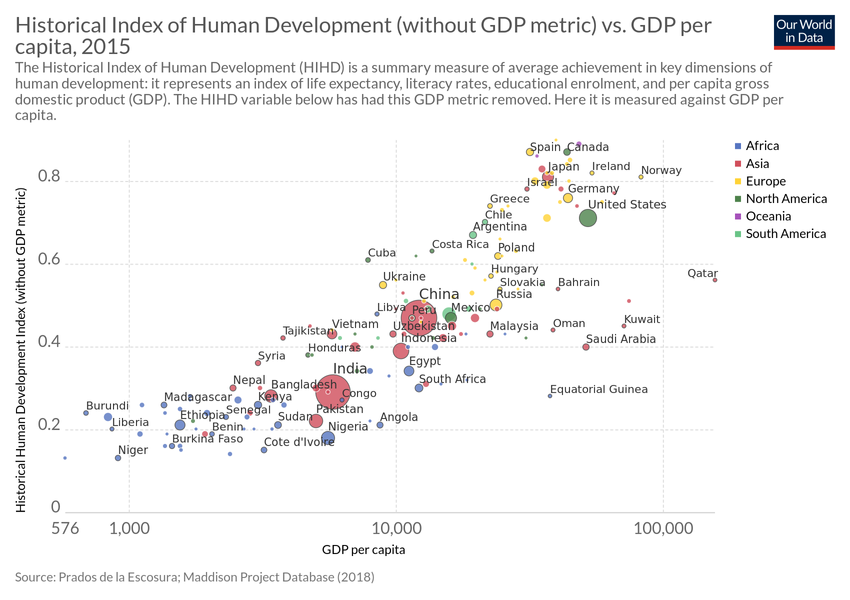 Historical Index of Human Development (without GDP metric) vs. GDP per
capita, 2015
Our World
in Data
The Historical Index of Human Development (HIHD) is a summary measure of average achievement in key dimensions of
human development: it represents an index of life expectancy, literacy rates, educational enrolment, and per capita gross
domestic product (GDP). The HIHD variable below has had this GDP metric removed. Here it is measured against GDP per
capita.
Africa
Asia
Europe
North America
Oceania
South America
Historical Human Development Index (without GDP metric)
0.8
0.6
0.4
0.2
0
Spain
Canada
Japan
Ireland
Norway
Israel
Germany
Greece
United States
Chile
Argentina
Costa Rica
Poland
Cuba
Hungary
Qatar
Ukraine
Slovakia
Bahrain
China
Russia
Libya
Peru
Mexico
Vietnam
Uzbekistan
Malaysia
Oman
Kuwait
Tajikistan
Indonesia
Saudi Arabia
Honduras
Syria
Egypt
India
Nepal
Bangladesh
South Africa
Madagascar
Kenya
Congo
Equatorial Guinea
Burundi
Ethiopia
Senegal
Pakistan
Liberia
Benin
Sudan
Angola
Nigeria
Burkina Faso
Cote d'Ivoire
Niger
576
1,000
10,000
100,000
GDP per capita
Source: Prados de la Escosura; Maddison Project Database (2018)